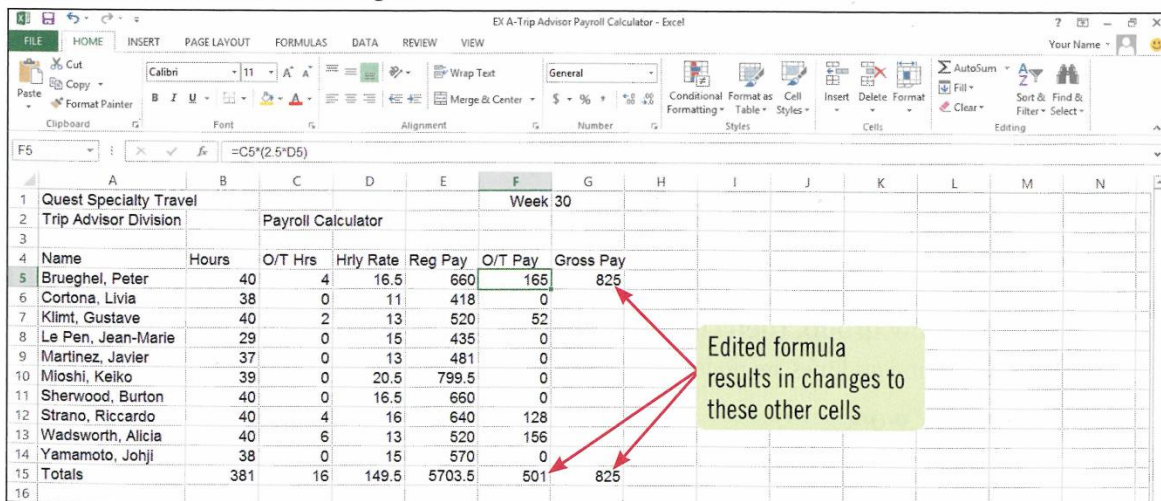 EX A-Trip Advisor Payroll Calculator - Excel
FILE HOME INSERT PAGE LAYOUT FORMULAS DATA REVIEW VIEW Your Name
Cut Calibri 11 Wrap Text General AutoSum
Copy Fill
Paste Format Painter B I U Merge & Center $ % Conditional Format as Cell Insert Delete Format Clear Sort & Find &
Formatting Table Styles Filter Select
Clipboard Font Alignment Number Styles Cells Editing
F5 fx =C5*(2.5*D5)
A B C D E F G H I J K L M N
1 Quest Specialty Travel Week 30
2 Trip Advisor Division Payroll Calculator
3
4 Name Hours O/T Hrs Hrly Rate Reg Pay O/T Pay Gross Pay
5 Brueghel, Peter 40 4 16.5 660 165 825
6 Cortona, Livia 38 0 11 418 0
7 Klimt, Gustave 40 2 13 520 52
8 Le Pen, Jean-Marie 29 0 15 435 0
9 Martinez, Javier 37 0 13 481 0
10 Mioshi, Keiko 39 0 20.5 799.5 0
11 Sherwood, Burton 40 0 16.5 660 0
12 Strano, Riccardo 40 4 16 640 128
13 Wadsworth, Alicia 40 6 13 520 156
14 Yamamoto, Johji 38 0 15 570 0
15 Totals 381 16 149.5 5703.5 501 825
16
Edited formula
results in changes to
these other cells